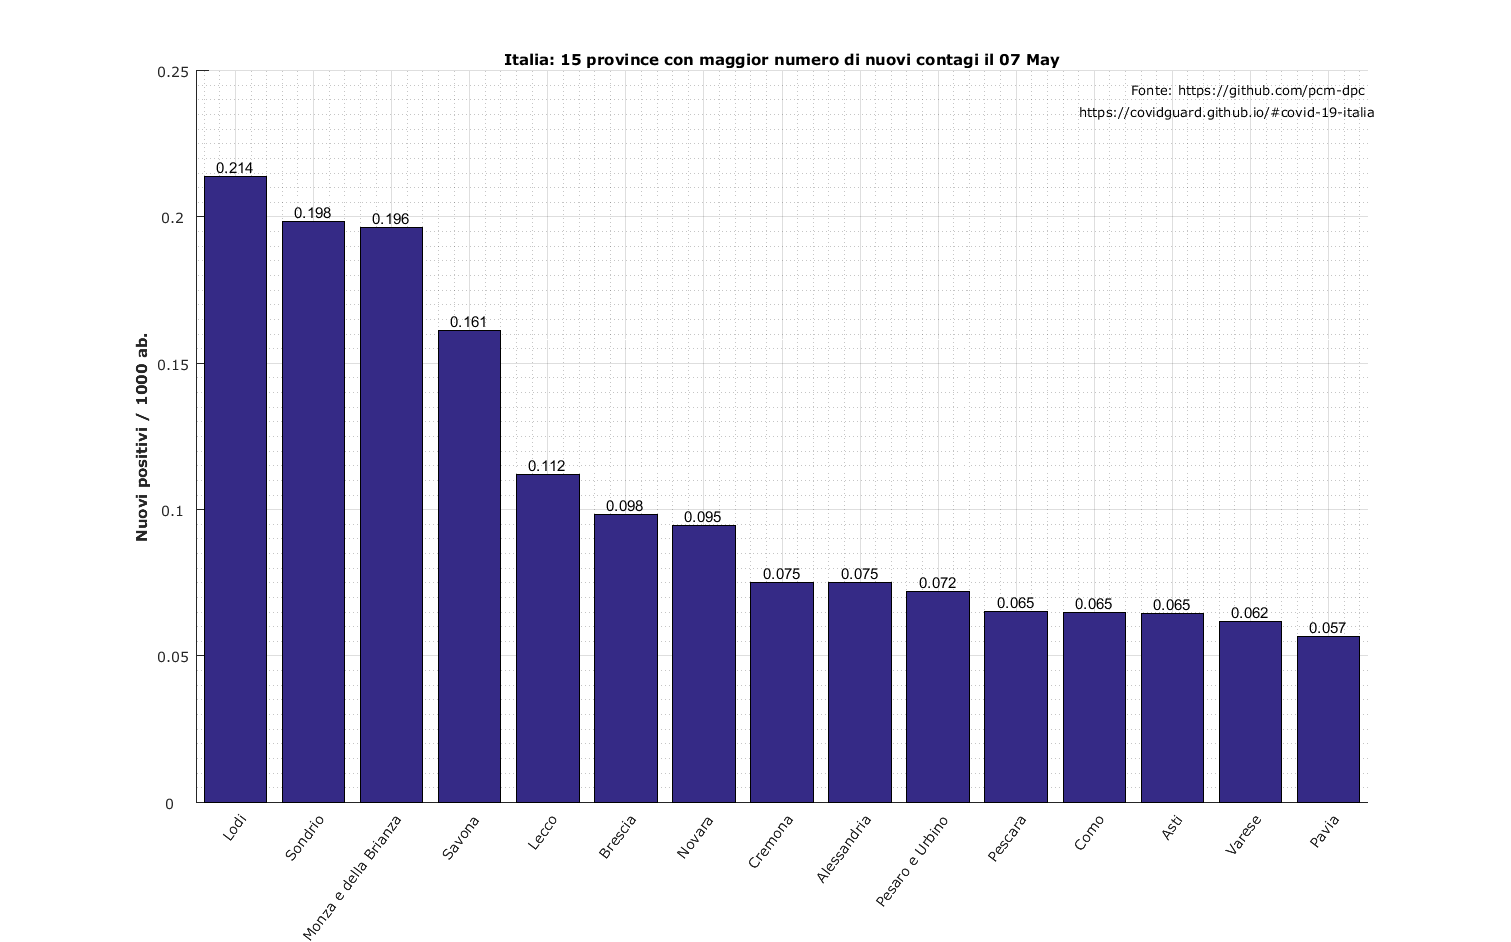 Italia: 15 province con maggior numero di nuovi contagi il 07 May
Fonte: https://github.com/pcm-dpc
https://covidguard.github.io/#covid-19-italia
Nuovi positivi / 1000 ab.
0.25
0.2
0.15
0.1
0.05
0
0.214
0.198
0.196
0.161
0.112
0.098
0.095
0.075
0.075
0.072
0.065
0.065
0.065
0.062
0.057
Lodi
Sondrio
Monza e della Brianza
Savona
Lecco
Brescia
Novara
Cremona
Alessandria
Pesaro e Urbino
Pescara
Como
Asti
Varese
Pavia